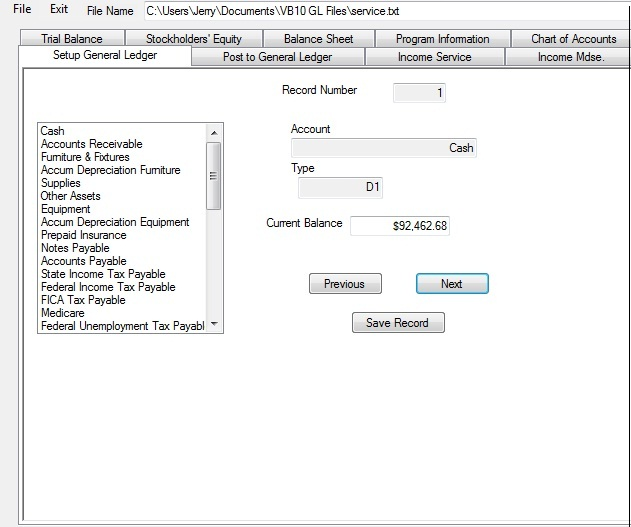 File Exit File Name C:\Users\Jerry\Documents\VB10 GL Files\service.txt
Trial Balance Stockholders' Equity Balance Sheet Program Information Chart of Accounts
Setup General Ledger Post to General Ledger Income Service Income Mdse.
Record Number 1
Cash
Accounts Receivable
Furniture & Fixtures
Accum Depreciation Furniture
Supplies
Other Assets
Equipment
Accum Depreciation Equipment
Prepaid Insurance
Notes Payable
Accounts Payable
State Income Tax Payable
Federal Income Tax Payable
FICA Tax Payable
Medicare
Federal Unemployment Tax Payabl
Account
Cash
Type
D1
Current Balance $92,462.68
Previous Next
Save Record